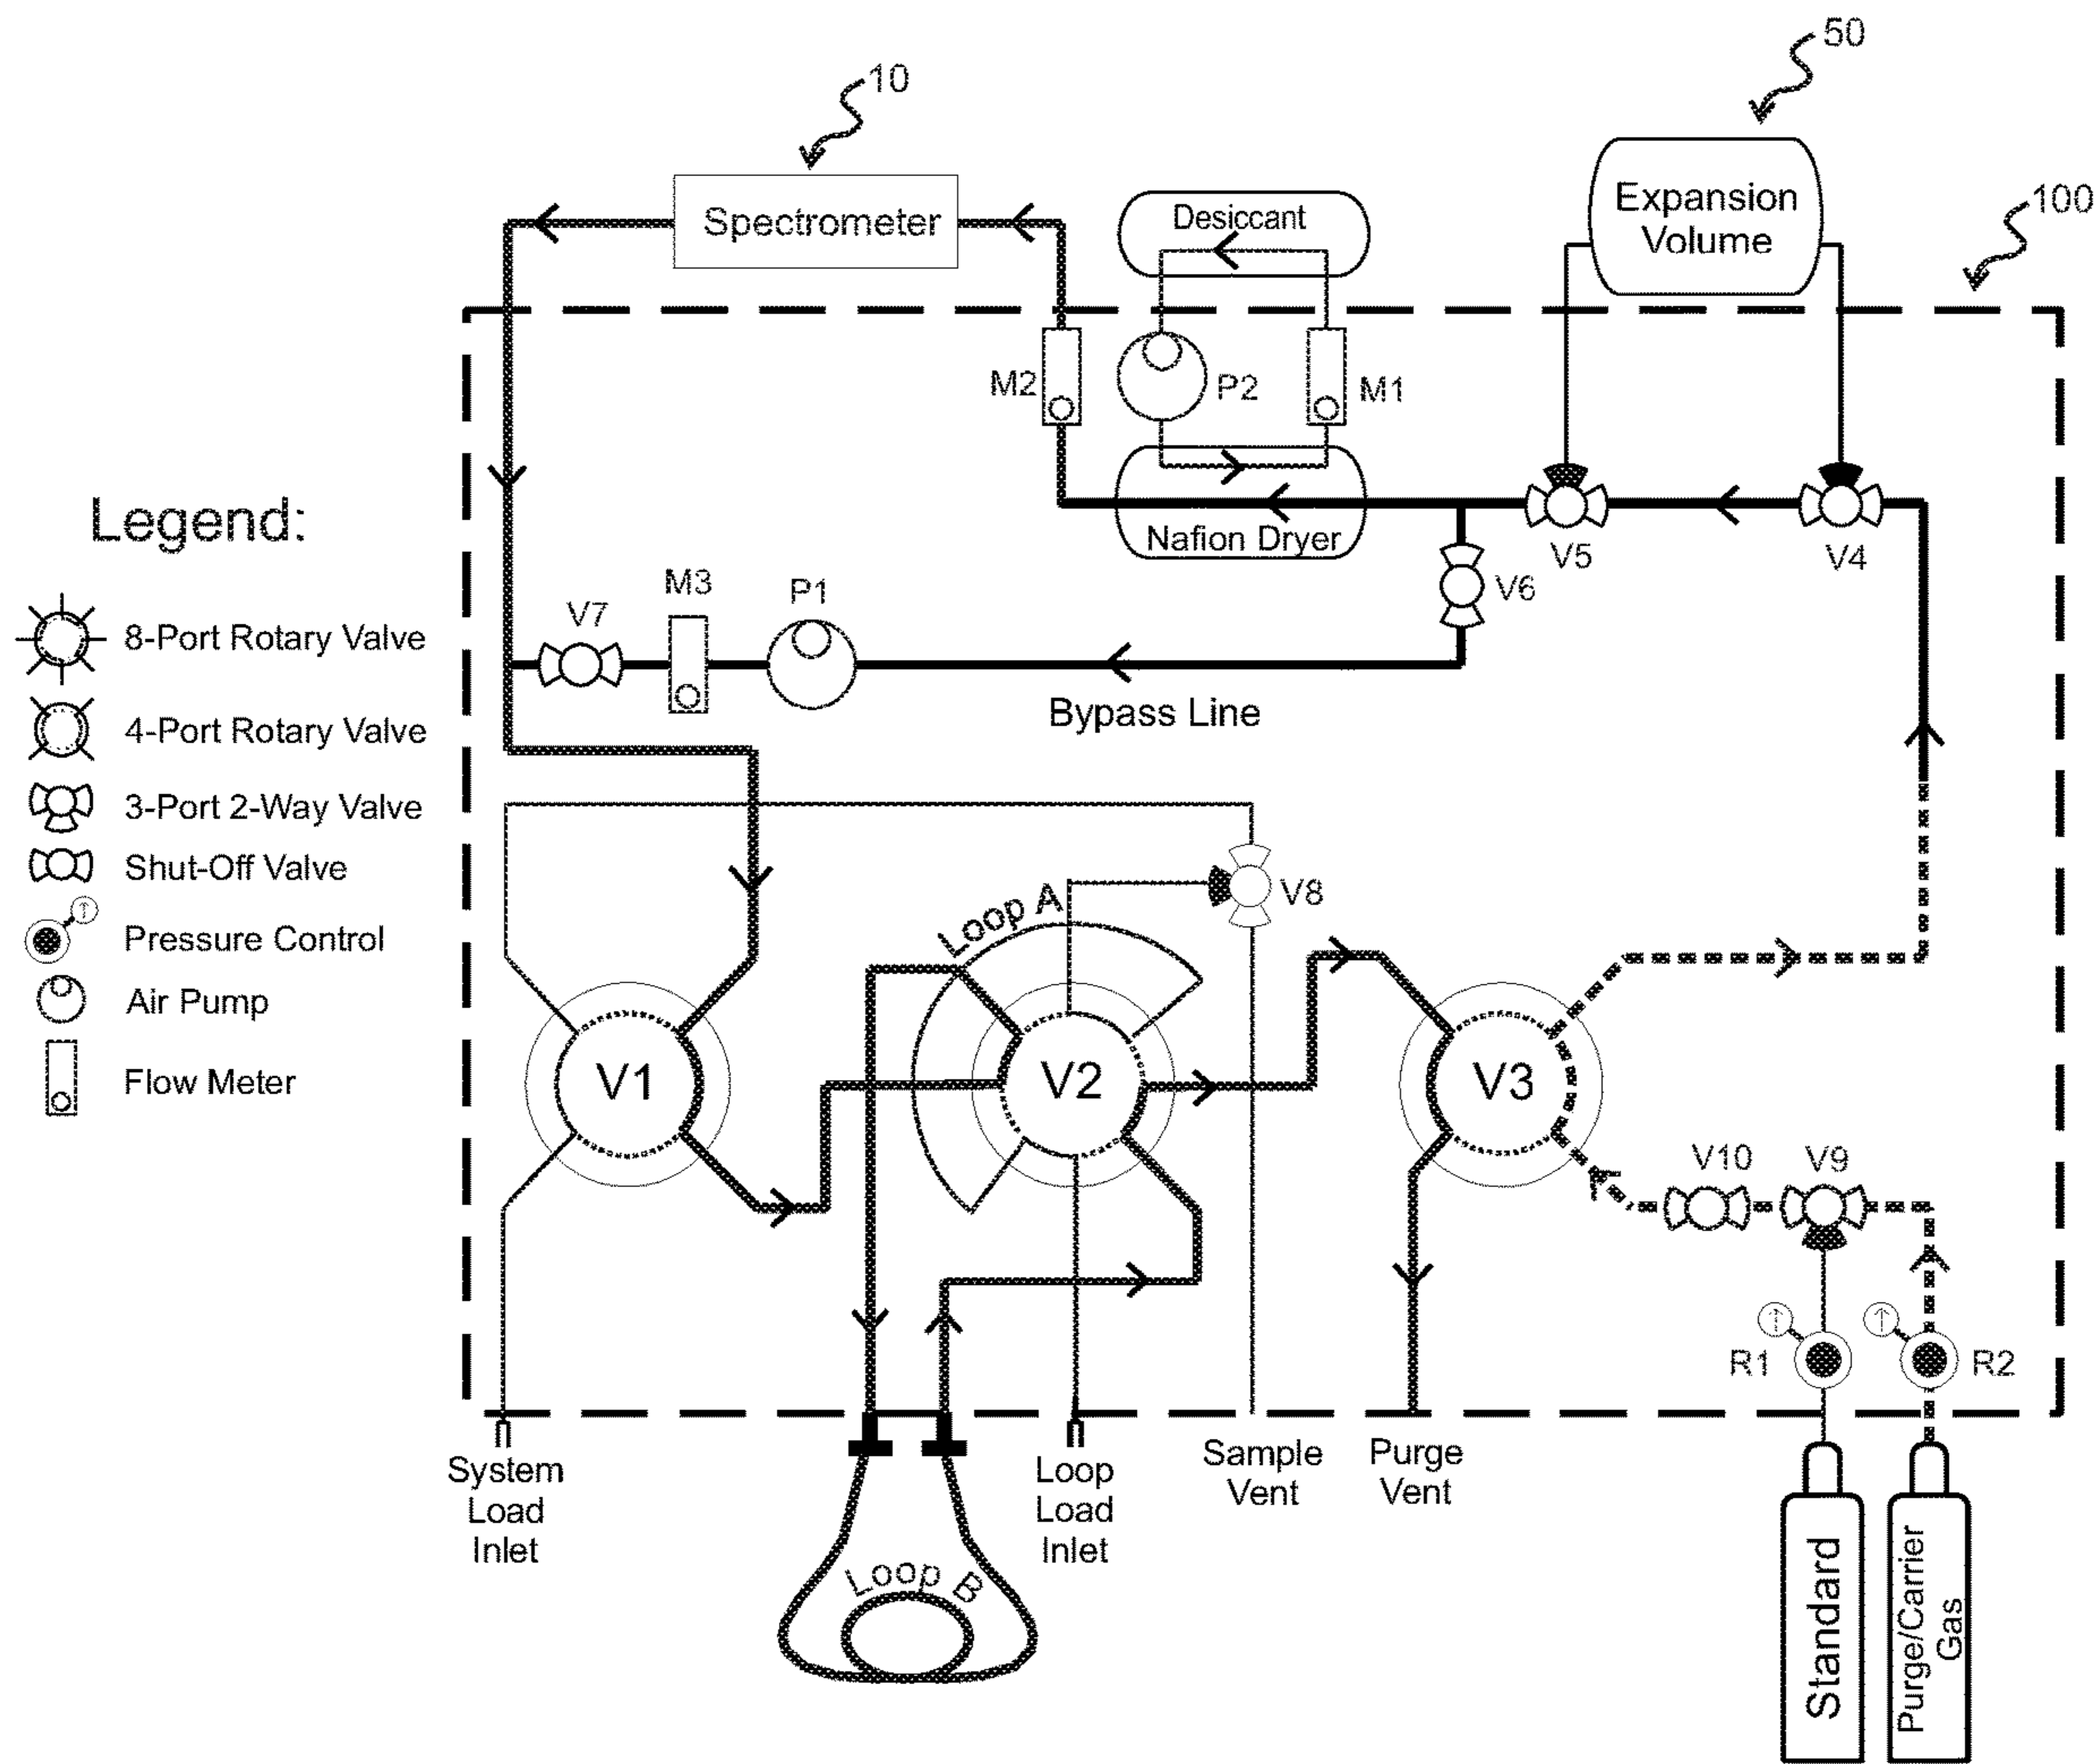 50
10
100
Spectrometer
Desiccant
Expansion
Volume
M2
P2
M1
Legend:
Nafion Dryer
V5
V4
M3
P1
V7
V6
8-Port Rotary Valve
Bypass Line
4-Port Rotary Valve
3-Port 2-Way Valve
Shut-Off Valve
Loop A
V8
Pressure Control
Air Pump
Flow Meter
V1
V2
V3
V10
V9
R1
R2
System
Load
Inlet
Loop
Load
Inlet
Sample
Vent
Purge
Vent
Loop B
Standard
Purge/Carrier
Gas